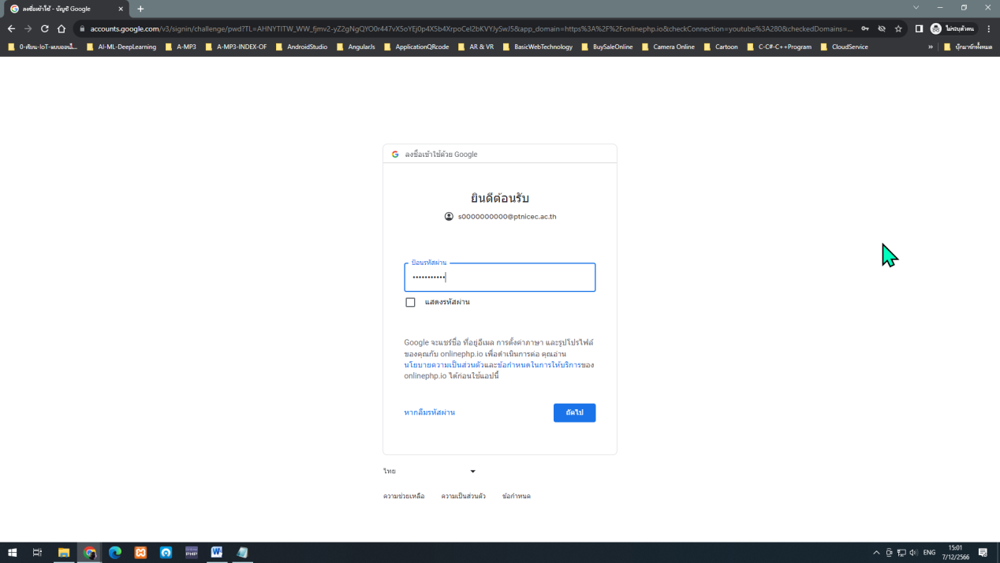 ลงชื่อเข้าใช้ - บัญชี Google
accounts.google.com/v3/signin/challenge/pwd?TL=AHNYTITW_WW_fjmv2-yZ2gNgQYO0r447vX5oYEj0p4X5b4XrpoCel2bKVYJySwJ5&app_domain=https%3A%2F%2Fonlinephp.io&checkConnection=youtube%3A280&checkedDomains=...
ไม่ระบุตัวตน
AI-ML-DeepLearning
A-MP3
A-MP3-INDEX-OF
AndroidStudio
AngularJs
ApplicationQRcode
AR & VR
BasicWebTechnology
BuySaleOnline
Camera Online
Cartoon
C-C#-C++Program
CloudService
»
บุ๊กมาร์กทั้งหมด
ลงชื่อเข้าใช้ด้วย Google
ยินดีต้อนรับ
s0000000000@ptnicec.ac.th
ป้อนรหัสผ่าน
•••••••••••
แสดงรหัสผ่าน
Google จะแชร์ชื่อ ที่อยู่อีเมล การตั้งค่าภาษา และรูปโปรไฟล์
ของคุณกับ onlinephp.io เพื่อดำเนินการต่อ คุณอ่าน
นโยบายความเป็นส่วนตัวและข้อกำหนดในการให้บริการของ
onlinephp.io ได้ก่อนใช้แอปนี้
หากลืมรหัสผ่าน
ถัดไป
ไทย
ความช่วยเหลือ
ความเป็นส่วนตัว
ข้อกำหนด
PHP
ENG
15:01
7/12/2566